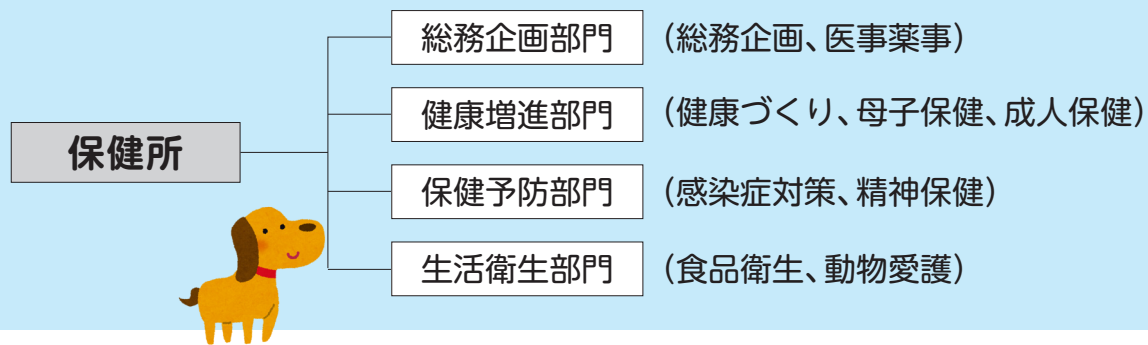 総務企画部門 (総務企画、医事薬事)
健康増進部門 (健康づくり、母子保健、成人保健)
保健所
保健予防部門 (感染症対策、精神保健)
生活衛生部門 (食品衛生、動物愛護)